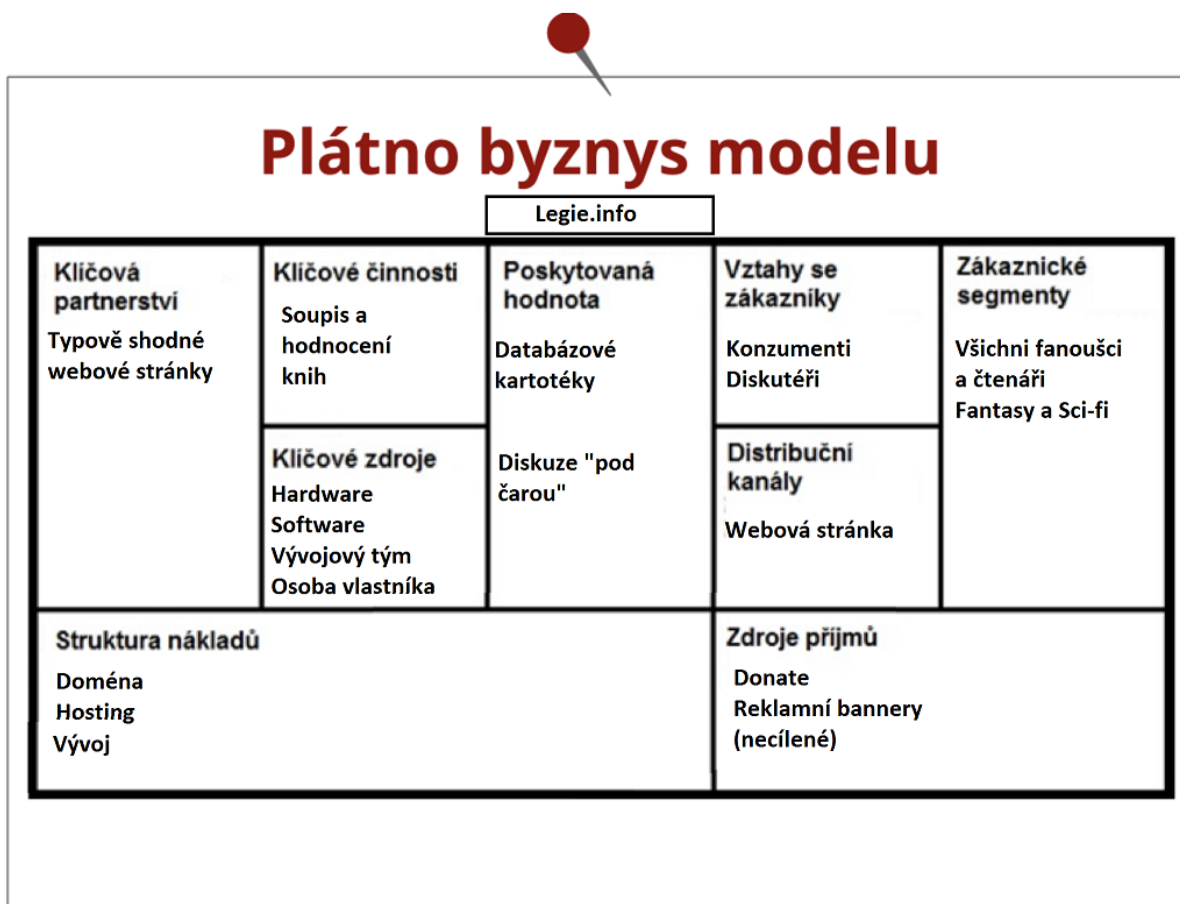 Plátno byznys modelu
Legie.info
Klíčová
partnerství
Typově shodné
webové stránky
Klíčové činnosti
Soupis a
hodnocení
knih
Klíčové zdroje
Hardware
Software
Vývojový tým
Osoba vlastníka
Poskytovaná
hodnota
Databázové
kartotéky
Diskuze "pod
čarou"
Vztahy se
zákazníky
Konzumenti
Diskutéři
Distribuční
kanály
Webová stránka
Zákaznické
segmenty
Všichni fanoušci
a čtenáři
Fantasy a Sci-fi
Struktura nákladů
Doména
Hosting
Vývoj
Zdroje příjmů
Donate
Reklamní bannery
(necílené)